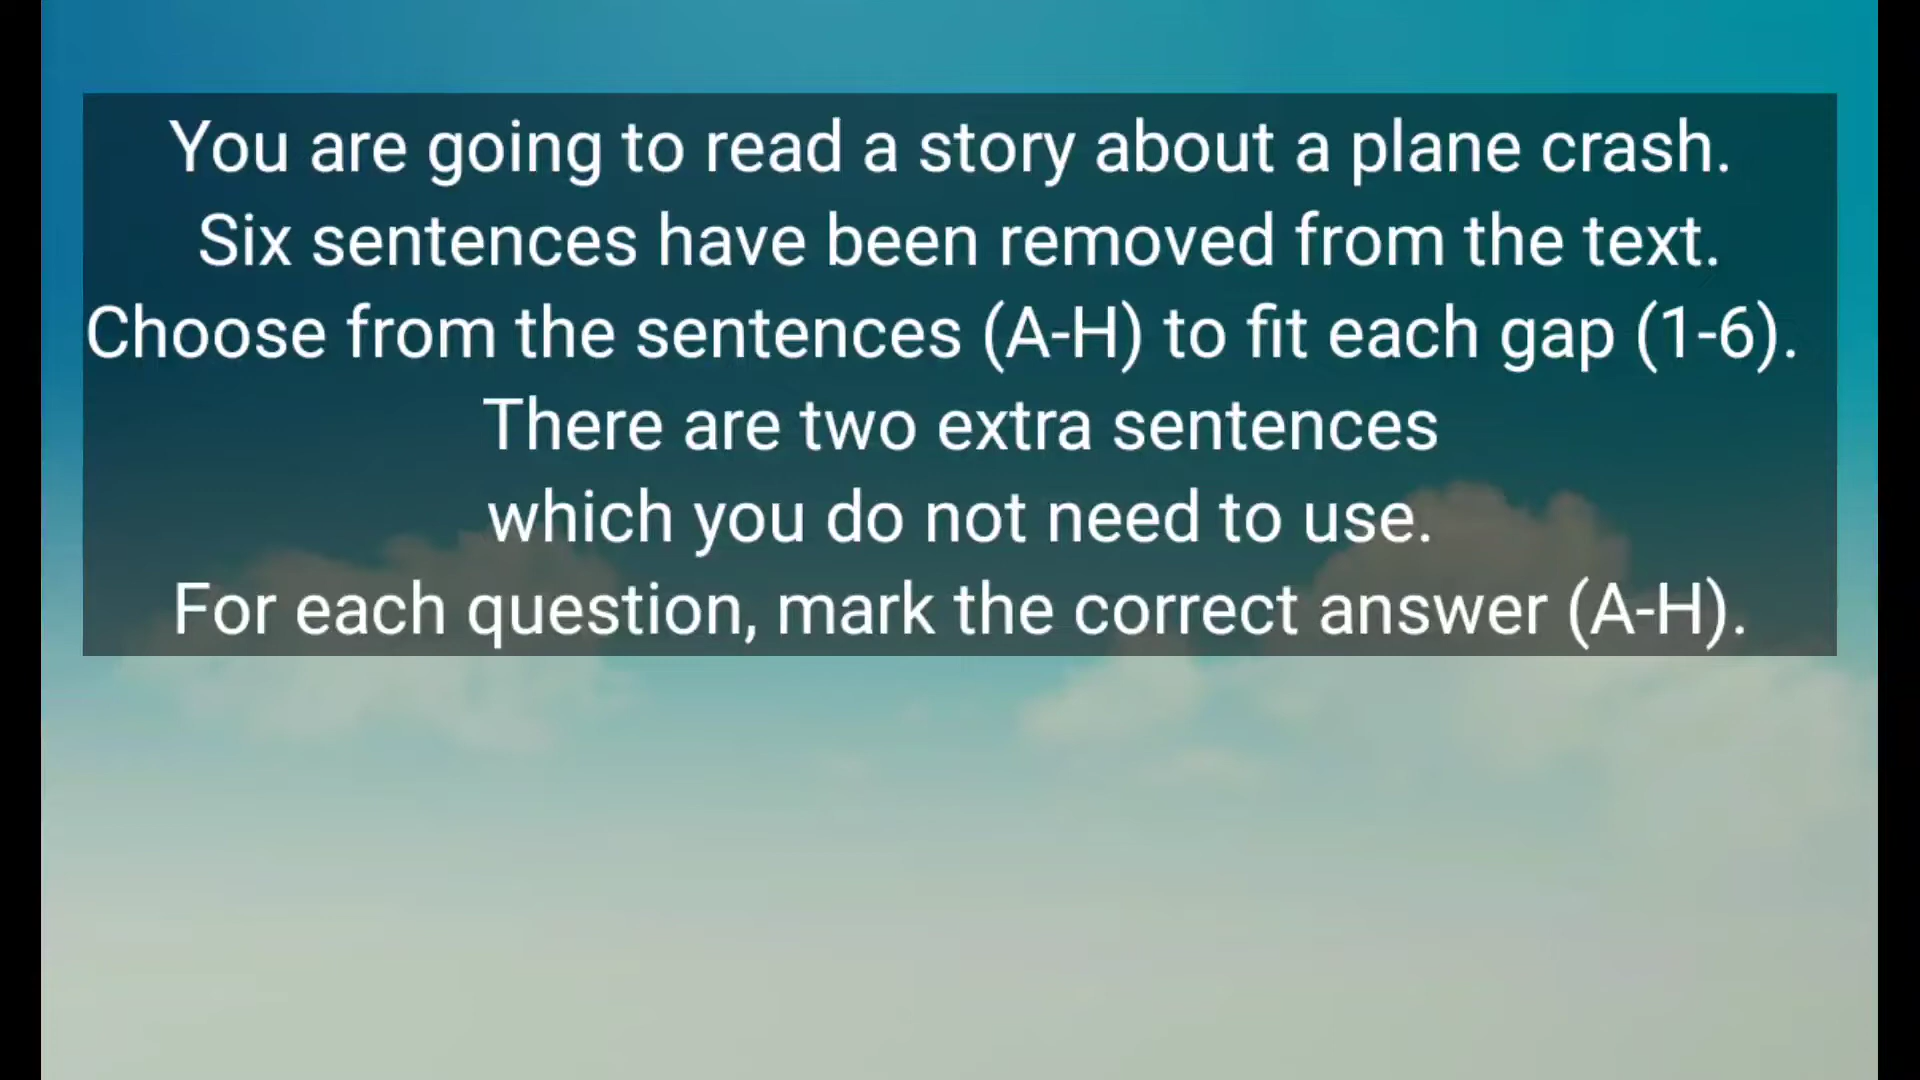 You are going to read a story about a plane crash.
Six sentences have been removed from the text.
Choose from the sentences (A-H) to fit each gap (1-6).
There are two extra sentences
which you do not need to use.
For each question, mark the correct answer (A-H).